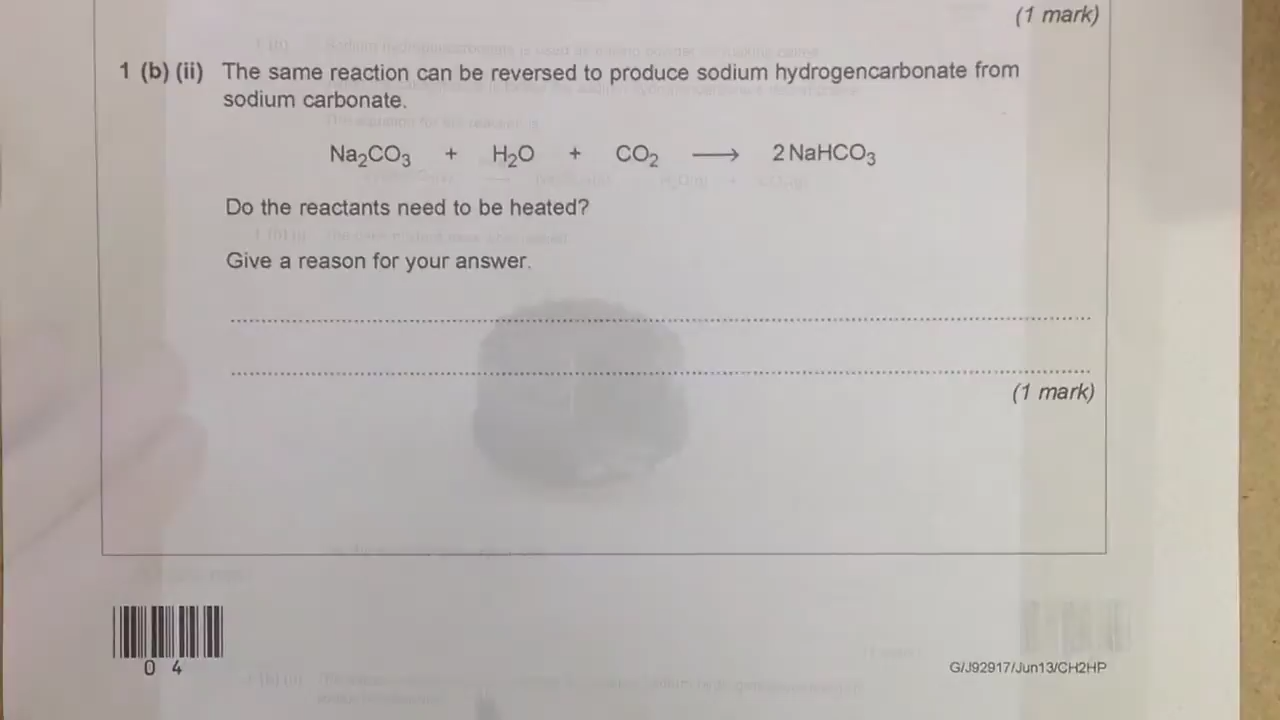 (1 mark)
1 (b) (ii) The same reaction can be reversed to produce sodium hydrogencarbonate from
sodium carbonate.
Na₂CO₃ + H₂O + CO₂ ⟶ 2 NaHCO₃
Do the reactants need to be heated?
Give a reason for your answer.
(1 mark)
0 4
G/J92917/Jun13/CH2HP